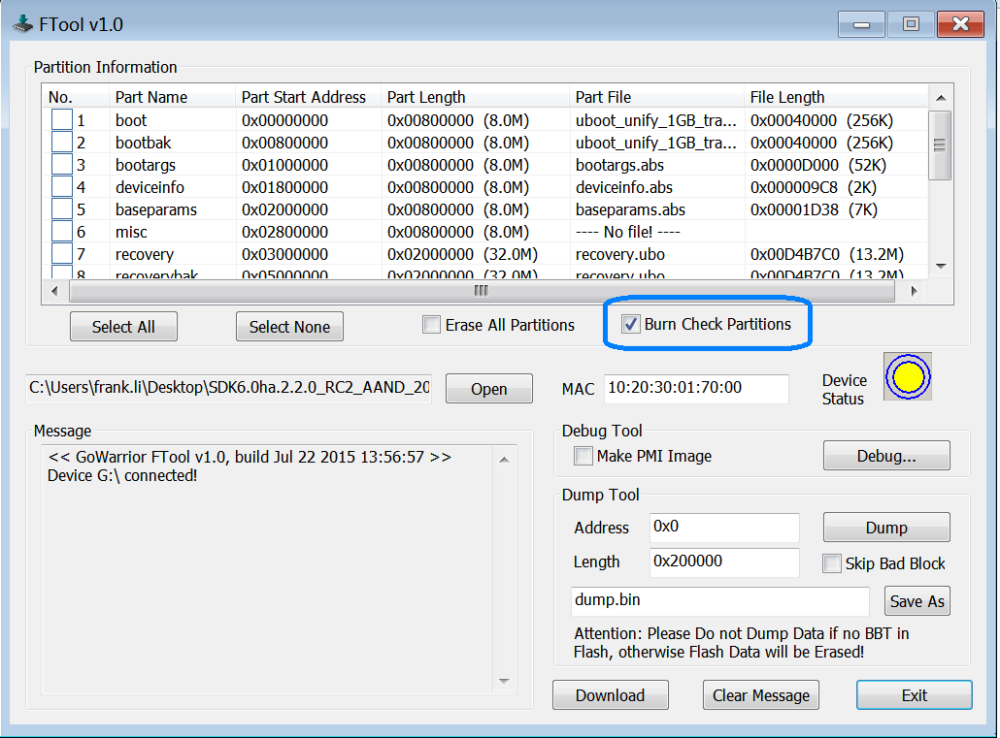 FTool v1.0
Partition Information
No. Part Name Part Start Address Part Length Part File File Length
1 boot 0x00000000 0x00800000 (8.0M) uboot_unify_1GB_tra... 0x00040000 (256K)
2 bootbak 0x00800000 0x00800000 (8.0M) uboot_unify_1GB_tra... 0x00040000 (256K)
3 bootargs 0x01000000 0x00800000 (8.0M) bootargs.abs 0x0000D000 (52K)
4 deviceinfo 0x01800000 0x00800000 (8.0M) deviceinfo.abs 0x000009C8 (2K)
5 baseparams 0x02000000 0x00800000 (8.0M) baseparams.abs 0x00001D38 (7K)
6 misc 0x02800000 0x00800000 (8.0M) ---- No file! ----
7 recovery 0x03000000 0x02000000 (32.0M) recovery.ubo 0x00D4B7C0 (13.2M)
8 recoverybak 0x05000000 0x02000000 (32.0M) recovery.ubo 0x00D4B7C0 (13.2M)
Select All Select None Erase All Partitions Burn Check Partitions
C:\Users\frank.li\Desktop\SDK6.0ha.2.2.0_RC2_AAND_20 Open MAC 10:20:30:01:70:00 Device
Status
Message
<< GoWarrior FTool v1.0, build Jul 22 2015 13:56:57 >>
Device G:\ connected!
Debug Tool
Make PMI Image Debug...
Dump Tool
Address 0x0 Dump
Length 0x200000 Skip Bad Block
dump.bin Save As
Attention: Please Do not Dump Data if no BBT in
Flash, otherwise Flash Data will be Erased!
Download Clear Message Exit